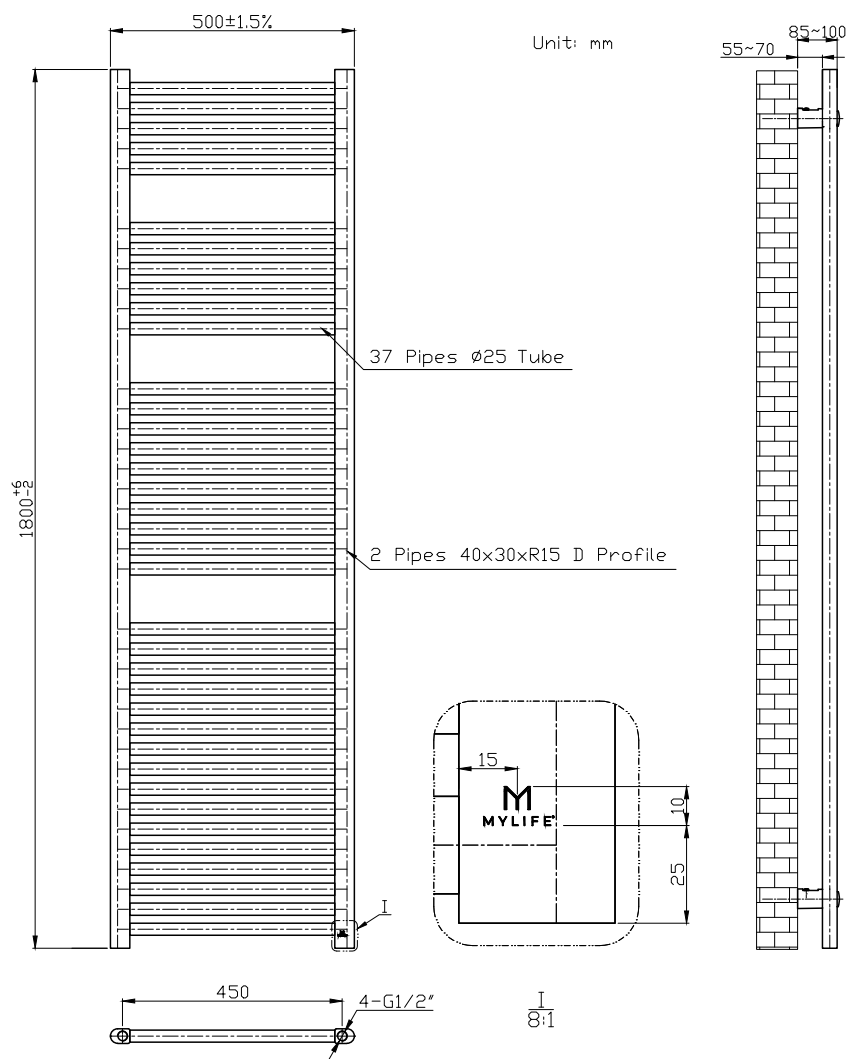 500±1.5%
Unit: mm
85~100
55~70
37 Pipes Ø25 Tube
1800 +6 -2
2 Pipes 40x30xR15 D Profile
15
M
MYLIFE
10
25
I
450
4-G1/2"
I
8:1